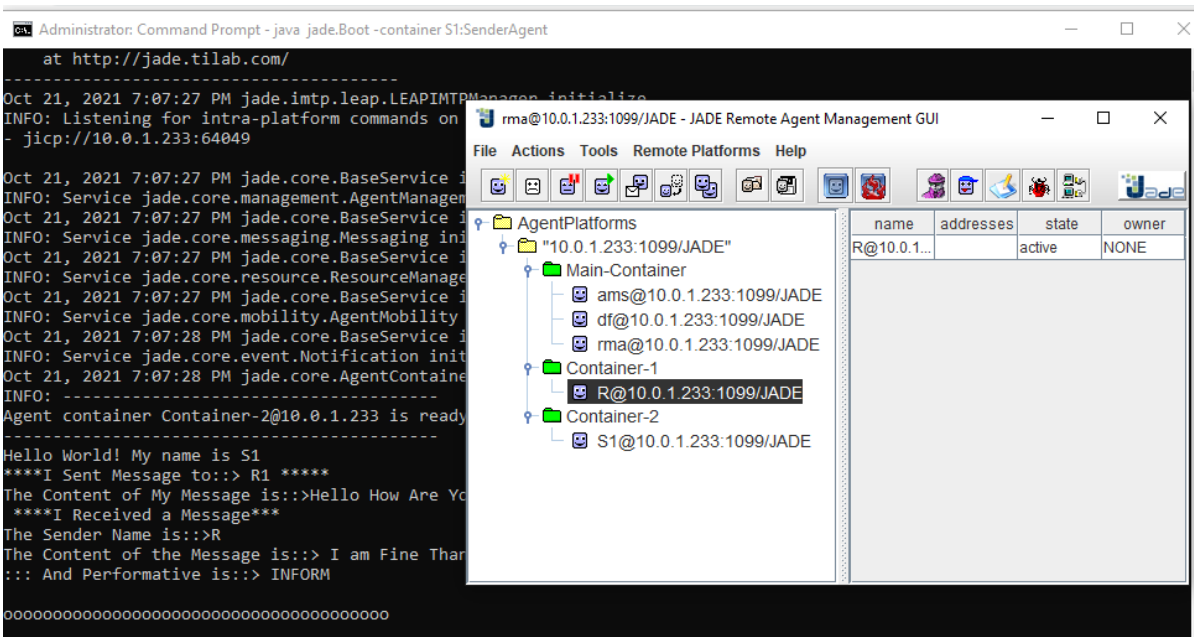 Administrator: Command Prompt - java jade.Boot -container S1:SenderAgent
at http://jade.tilab.com/
----------------------------------------
Oct 21, 2021 7:07:27 PM jade.imtp.leap.LEAPIMTPManager initialize
INFO: Listening for intra-platform commands on
- jicp://10.0.1.233:64049
Oct 21, 2021 7:07:27 PM jade.core.BaseService i
INFO: Service jade.core.management.AgentManagem
Oct 21, 2021 7:07:27 PM jade.core.BaseService i
INFO: Service jade.core.messaging.Messaging ini
Oct 21, 2021 7:07:27 PM jade.core.BaseService i
INFO: Service jade.core.resource.ResourceManage
Oct 21, 2021 7:07:27 PM jade.core.BaseService i
INFO: Service jade.core.mobility.AgentMobility
Oct 21, 2021 7:07:28 PM jade.core.BaseService i
INFO: Service jade.core.event.Notification init
Oct 21, 2021 7:07:28 PM jade.core.AgentContaine
INFO: --------------------------------------
Agent container Container-2@10.0.1.233 is ready
--------------------------------------------
Hello World! My name is S1
****I Sent Message to::> R1 *****
The Content of My Message is::>Hello How Are Yo
****I Received a Message***
The Sender Name is::>R
The Content of the Message is::> I am Fine Than
::: And Performative is::> INFORM
ooooooooooooooooooooooooooooooooooooooo
rma@10.0.1.233:1099/JADE - JADE Remote Agent Management GUI
File Actions Tools Remote Platforms Help
Jade
AgentPlatforms
"10.0.1.233:1099/JADE"
Main-Container
ams@10.0.1.233:1099/JADE
df@10.0.1.233:1099/JADE
rma@10.0.1.233:1099/JADE
Container-1
R@10.0.1.233:1099/JADE
Container-2
S1@10.0.1.233:1099/JADE
name addresses state owner
R@10.0.1... active NONE